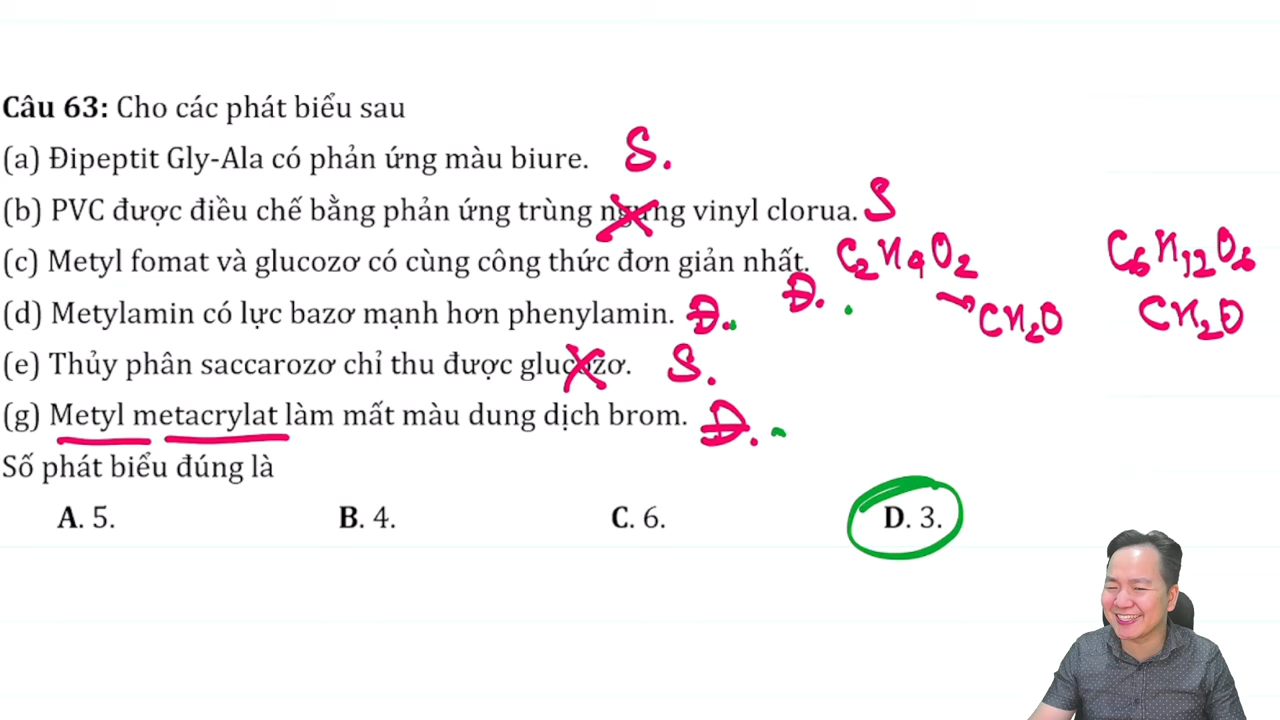 Câu 63: Cho các phát biểu sau
(a) Đipeptit Gly-Ala có phản ứng màu biure. S.
(b) PVC được điều chế bằng phản ứng trùng ngưng vinyl clorua. S
(c) Metyl fomat và glucozơ có cùng công thức đơn giản nhất. C2H4O2 C6H12O6
Đ. → CH2O CH2O
(d) Metylamin có lực bazơ mạnh hơn phenylamin. Đ.
(e) Thủy phân saccarozơ chỉ thu được glucozơ. S.
(g) Metyl metacrylat làm mất màu dung dịch brom. Đ.
Số phát biểu đúng là
A. 5. B. 4. C. 6. D. 3.